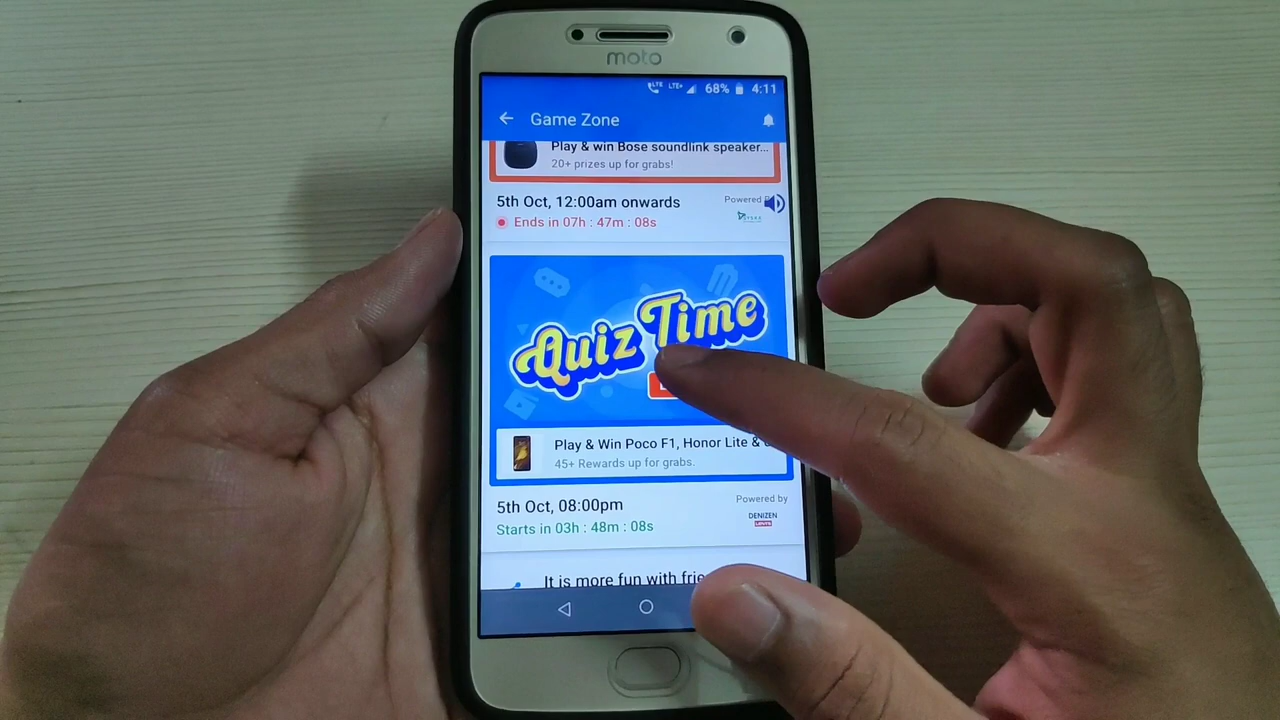 moto
LTE LTE+ 68% 4:11
Game Zone
Play & win Bose soundlink speaker...
20+ prizes up for grabs!
5th Oct, 12:00am onwards
Powered
Ends in 07h : 47m : 08s
Quiz Time
Play & Win Poco F1, Honor Lite &
45+ Rewards up for grabs.
5th Oct, 08:00pm
Powered by
Starts in 03h : 48m : 08s
DENIZEN
LEVI'S
It is more fun with frie